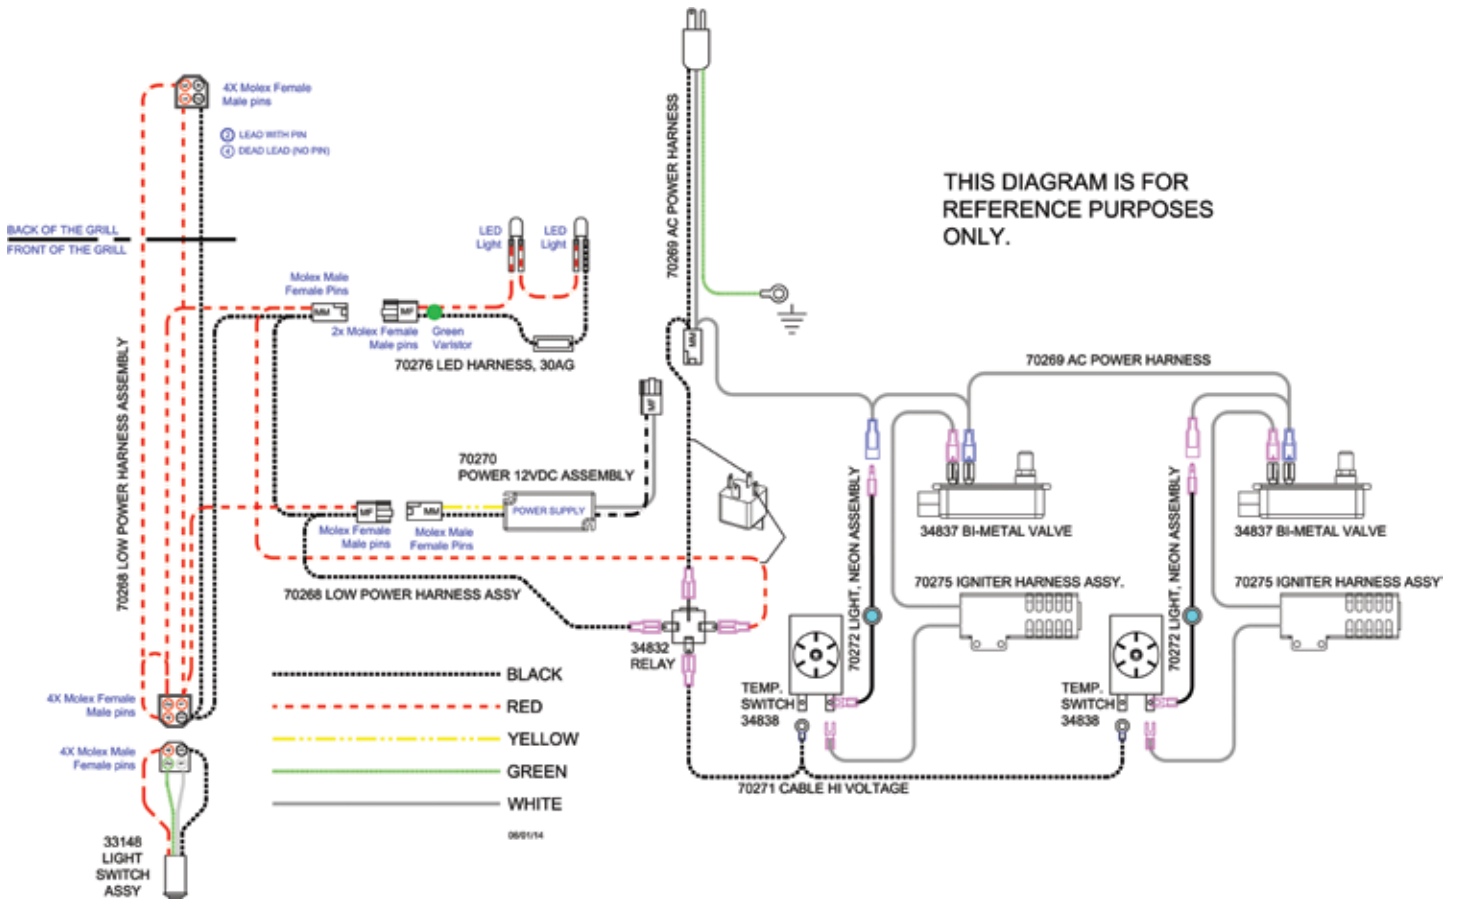 4X Molex Female
Male pins
2 LEAD WITH PIN
4 DEAD LEAD (NO PIN)
BACK OF THE GRILL
FRONT OF THE GRILL
70268 LOW POWER HARNESS ASSEMBLY
Molex Male
Female Pins
MM
MF
2x Molex Female
Male pins
Green
Varistor
70276 LED HARNESS, 30AG
LED
Light
LED
Light
70269 AC POWER HARNESS
MM
THIS DIAGRAM IS FOR
REFERENCE PURPOSES
ONLY.
70269 AC POWER HARNESS
MF
70270
POWER 12VDC ASSEMBLY
POWER SUPPLY
MF
MM
Molex Female
Male pins
Molex Male
Female Pins
70268 LOW POWER HARNESS ASSY
34832
RELAY
34837 BI-METAL VALVE
34837 BI-METAL VALVE
70275 IGNITER HARNESS ASSY.
70275 IGNITER HARNESS ASSY
70272 LIGHT, NEON ASSEMBLY
70272 LIGHT, NEON ASSEMBLY
TEMP.
SWITCH
34838
TEMP.
SWITCH
34838
70271 CABLE HI VOLTAGE
BLACK
RED
YELLOW
GREEN
WHITE
06/01/14
4X Molex Female
Male pins
4X Molex Male
Female pins
33148
LIGHT
SWITCH
ASSY